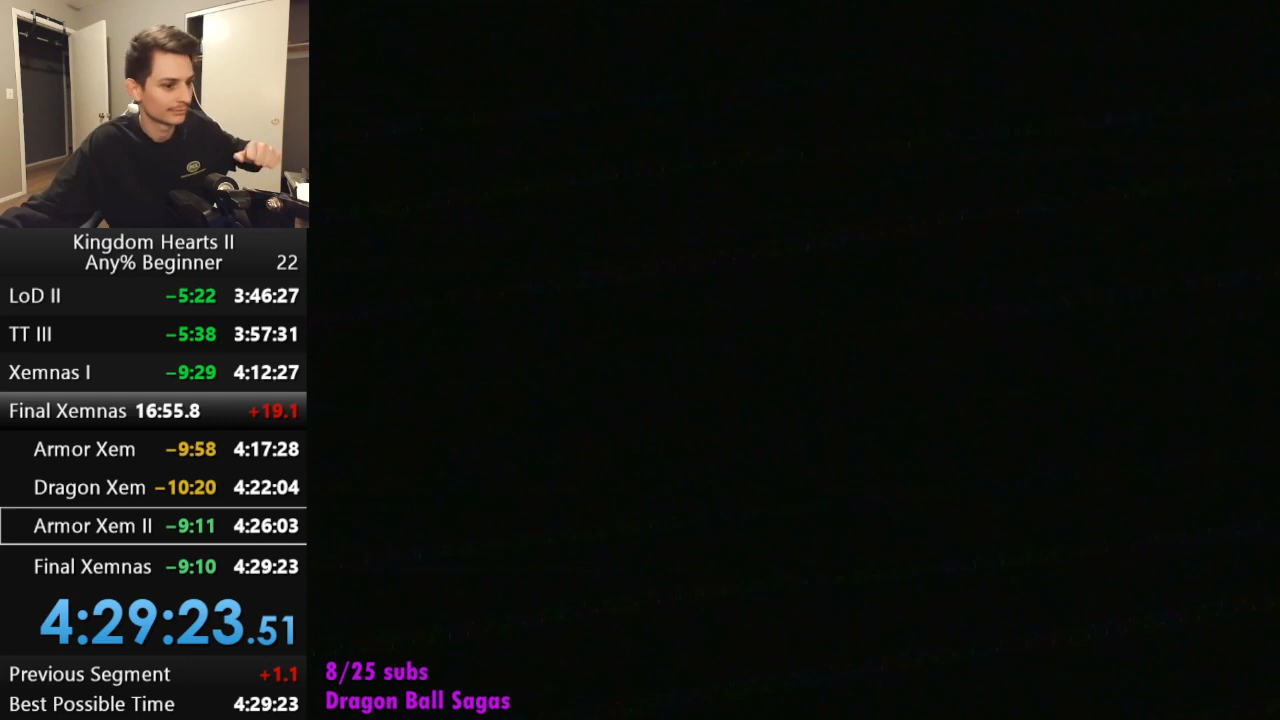 Kingdom Hearts II
Any% Beginner 22
LoD II −5:22 3:46:27
TT III −5:38 3:57:31
Xemnas I −9:29 4:12:27
Final Xemnas 16:55.8 +19.1
Armor Xem −9:58 4:17:28
Dragon Xem −10:20 4:22:04
Armor Xem II −9:11 4:26:03
Final Xemnas −9:10 4:29:23
4:29:23.51
Previous Segment +1.1
Best Possible Time 4:29:23
8/25 subs
Dragon Ball Sagas